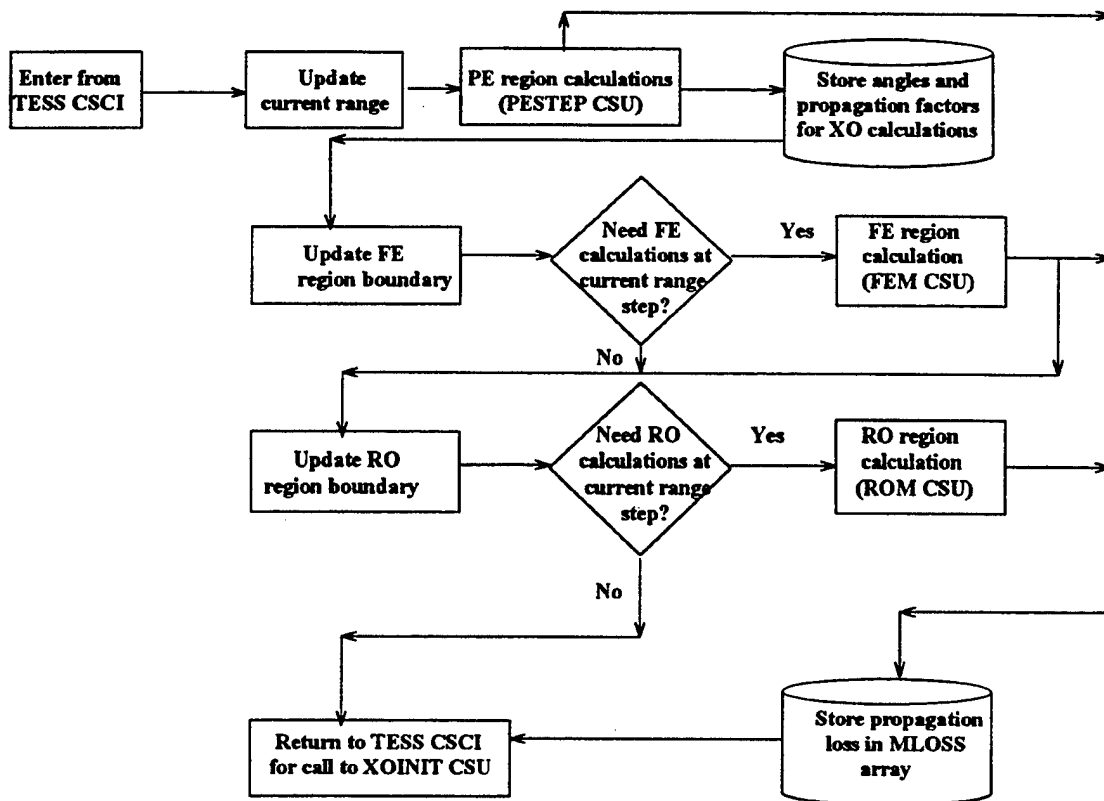 Enter from
TESS CSCI
Update
current range
PE region calculations
(PESTEP CSU)
Store angles and
propagation factors
for XO calculations
Update FE
region boundary
Need FE
calculations at
current range
step?
Yes
FE region
calculation
(FEM CSU)
No
Update RO
region boundary
Need RO
calculations at
current range
step?
Yes
RO region
calculation
(ROM CSU)
No
Return to TESS CSCI
for call to XOINIT CSU
Store propagation
loss in MLOSS
array